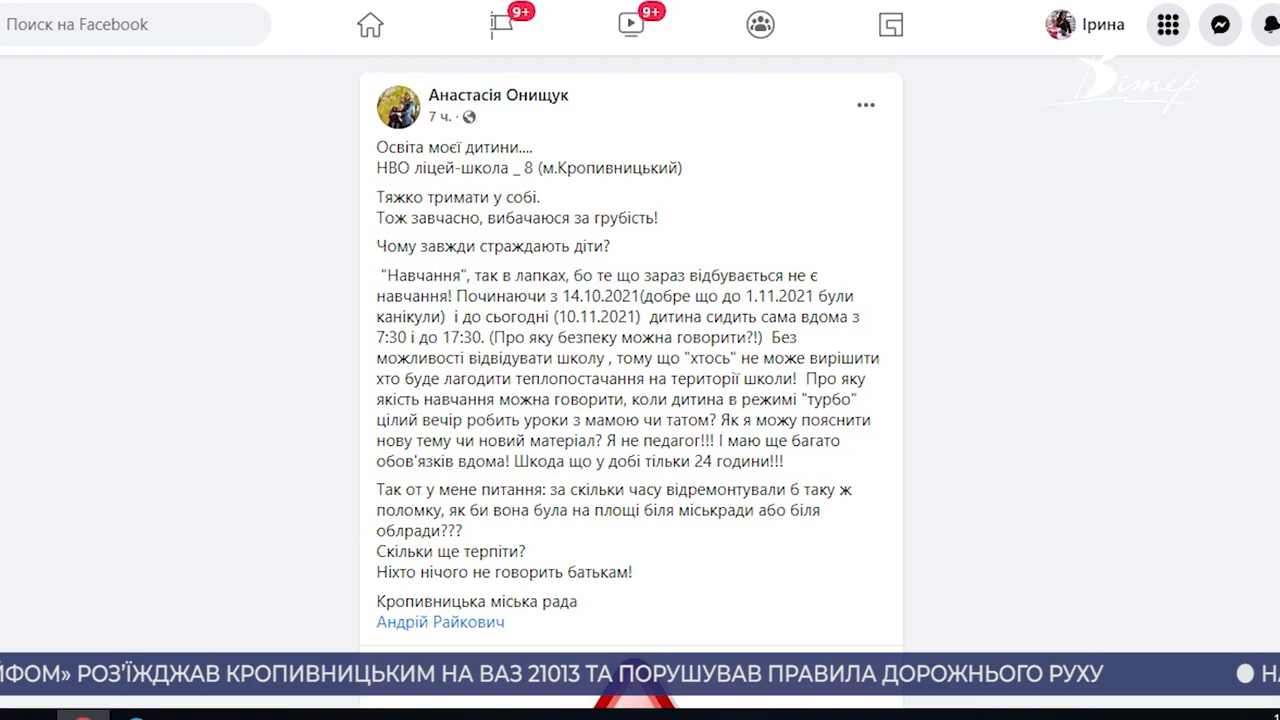 Поиск на Facebook
9+
9+
Ірина
Вітер
Анастасія Онищук
7 ч. ·
Освіта моєї дитини....
НВО ліцей-школа _ 8 (м.Кропивницький)
Тяжко тримати у собі.
Тож завчасно, вибачаюся за грубість!
Чому завжди страждають діти?
"Навчання", так в лапках, бо те що зараз відбувається не є
навчання! Починаючи з 14.10.2021(добре що до 1.11.2021 були
канікули) і до сьогодні (10.11.2021) дитина сидить сама вдома з
7:30 і до 17:30. (Про яку безпеку можна говорити?!) Без
можливості відвідувати школу , тому що "хтось" не може вирішити
хто буде лагодити теплопостачання на території школи! Про яку
якість навчання можна говорити, коли дитина в режимі "турбо"
цілий вечір робить уроки з мамою чи татом? Як я можу пояснити
нову тему чи новий матеріал? Я не педагог!!! І маю ще багато
обов'язків вдома! Шкода що у добі тільки 24 години!!!
Так от у мене питання: за скільки часу відремонтували б таку ж
поломку, як би вона була на площі біля міськради або біля
облради???
Скільки ще терпіти?
Ніхто нічого не говорить батькам!
Кропивницька міська рада
Андрій Райкович
ЙФОМ» РОЗ'ЇЖДЖАВ КРОПИВНИЦЬКИМ НА ВАЗ 21013 ТА ПОРУШУВАВ ПРАВИЛА ДОРОЖНЬОГО РУХУ